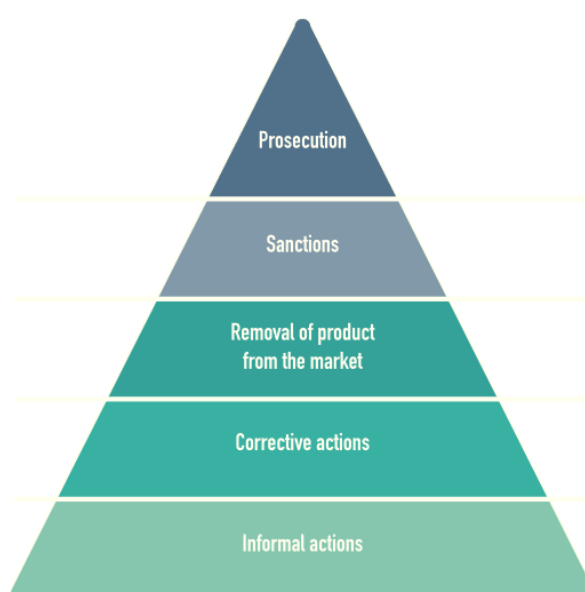 Prosecution
Sanctions
Removal of product
from the market
Corrective actions
Informal actions